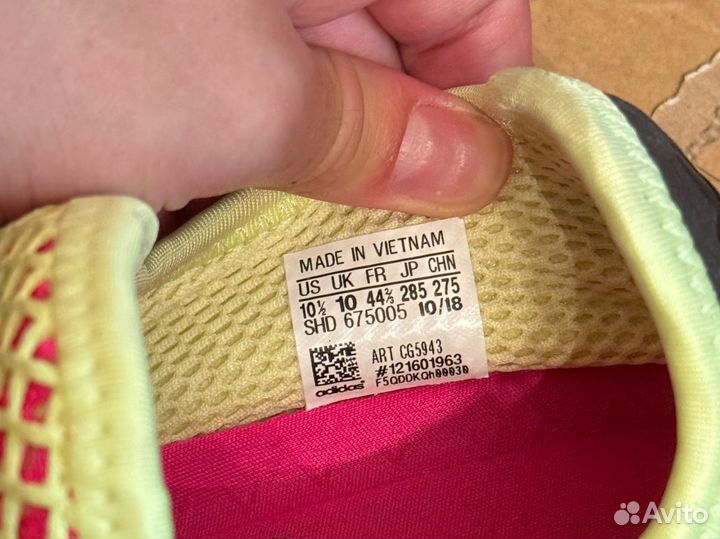 MADE IN VIETNAM
US UK FR JP CHN
10½ 10 44⅔ 285 275
SHD 675005 10/18
ART CG5943
#121601963
adidas F5QDDKQh00030
Avito